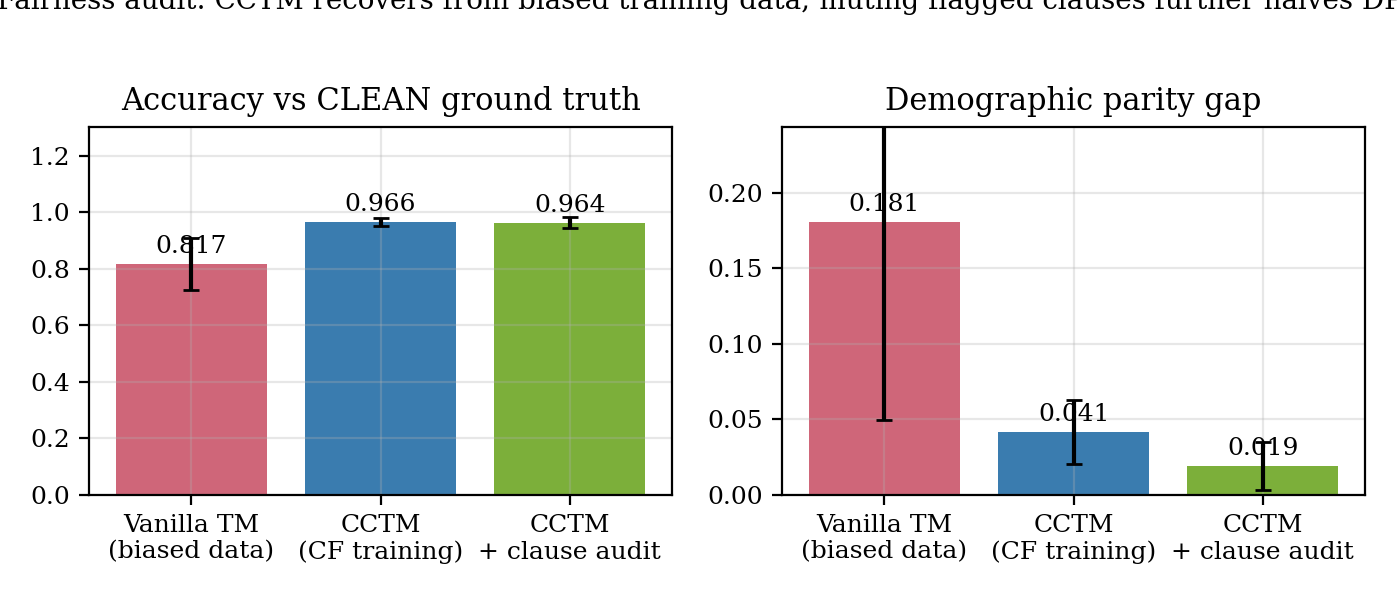 Fairness audit: CCTM recovers from biased training data; muting flagged clauses further halves DP
Accuracy vs CLEAN ground truth
Demographic parity gap
1.2
1.0
0.8
0.6
0.4
0.2
0.0
0.817
0.966
0.964
Vanilla TM
(biased data)
CCTM
(CF training)
CCTM
+ clause audit
0.20
0.15
0.10
0.05
0.00
0.181
0.041
0.019
Vanilla TM
(biased data)
CCTM
(CF training)
CCTM
+ clause audit